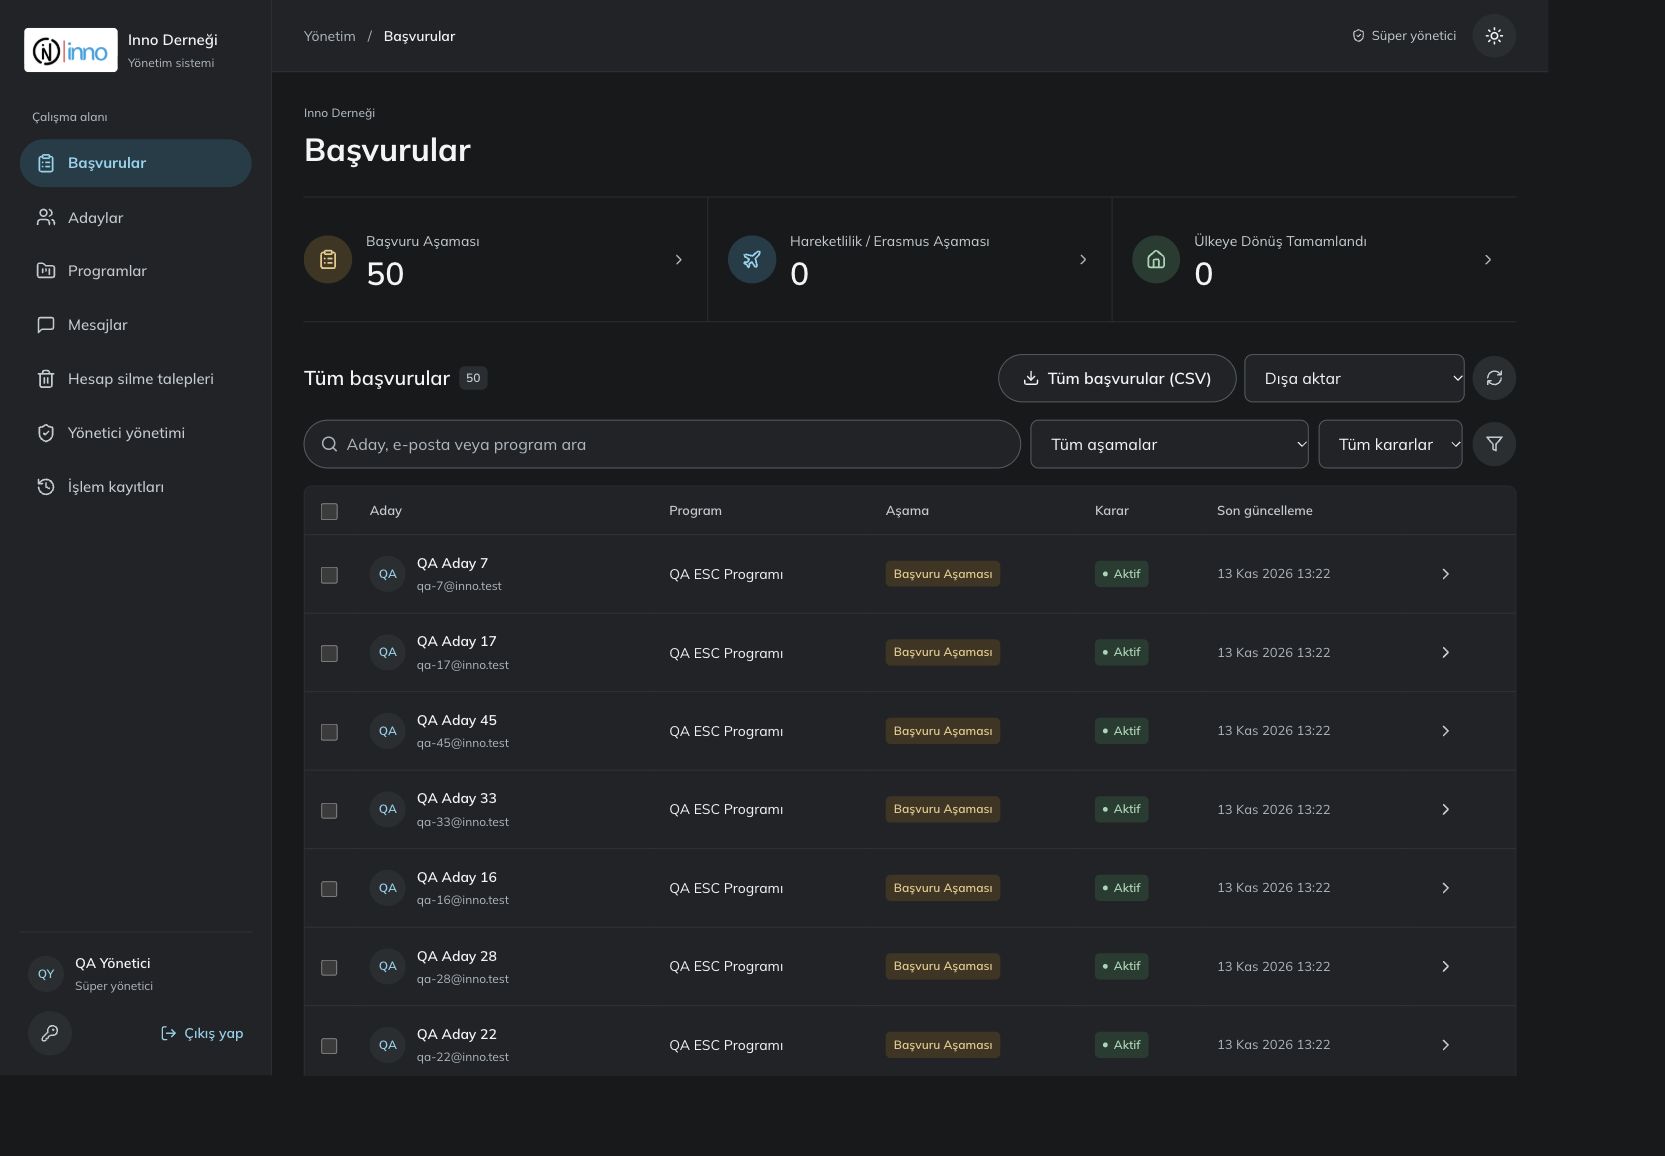 inno
Inno Derneği
Yönetim sistemi
Çalışma alanı
Başvurular
Adaylar
Programlar
Mesajlar
Hesap silme talepleri
Yönetici yönetimi
İşlem kayıtları
QY
QA Yönetici
Süper yönetici
Çıkış yap
Yönetim / Başvurular
Süper yönetici
Inno Derneği
Başvurular
Başvuru Aşaması
50
Hareketlilik / Erasmus Aşaması
0
Ülkeye Dönüş Tamamlandı
0
Tüm başvurular 50
Tüm başvurular (CSV)
Dışa aktar
Aday, e-posta veya program ara
Tüm aşamalar
Tüm kararlar
Aday Program Aşama Karar Son güncelleme
QA QA Aday 7 QA ESC Programı Başvuru Aşaması • Aktif 13 Kas 2026 13:22
qa-7@inno.test
QA QA Aday 17 QA ESC Programı Başvuru Aşaması • Aktif 13 Kas 2026 13:22
qa-17@inno.test
QA QA Aday 45 QA ESC Programı Başvuru Aşaması • Aktif 13 Kas 2026 13:22
qa-45@inno.test
QA QA Aday 33 QA ESC Programı Başvuru Aşaması • Aktif 13 Kas 2026 13:22
qa-33@inno.test
QA QA Aday 16 QA ESC Programı Başvuru Aşaması • Aktif 13 Kas 2026 13:22
qa-16@inno.test
QA QA Aday 28 QA ESC Programı Başvuru Aşaması • Aktif 13 Kas 2026 13:22
qa-28@inno.test
QA QA Aday 22 QA ESC Programı Başvuru Aşaması • Aktif 13 Kas 2026 13:22
qa-22@inno.test